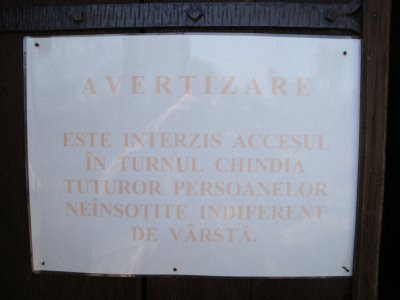 AVERTIZARE
ESTE INTERZIS ACCESUL
ÎN TURNUL CHINDIA
TUTUROR PERSOANELOR
NEÎNSOȚITE INDIFERENT
DE VÂRSTĂ.